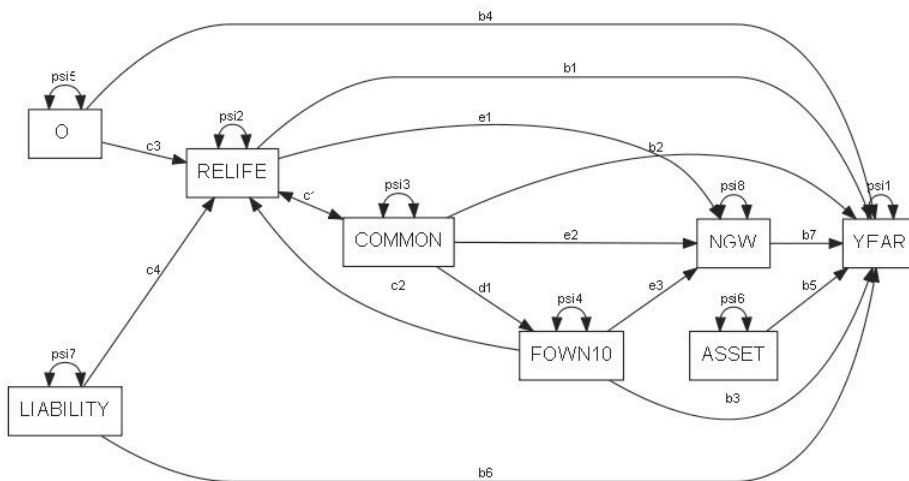 b4
psi5
O
c3
psi2
RELIFE
b1
e1
psi3
COMMON
b2
psi8
NGW
psi1
YEAR
e2
b7
c4
c2
d1
psi4
FOWN10
e3
psi6
ASSET
b5
psi7
LIABILITY
b3
b6